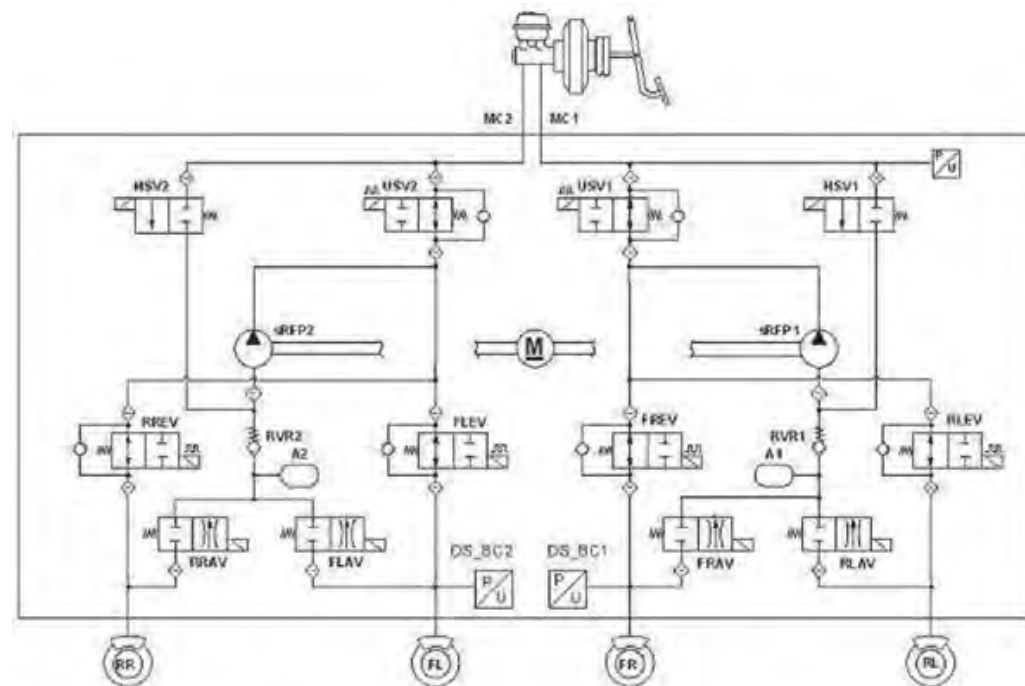 MC2 MC1
P/U
HSV2 USV2 USV1 HSV1
sRFP2 M sRFP1
RREV RVR2 FLEV FREV RVR1 RLEV
A2 A1
RRAV FLAV DS_BC2 DS_BC1 FRAV RLAV
P/U P/U
RR FL FR RL